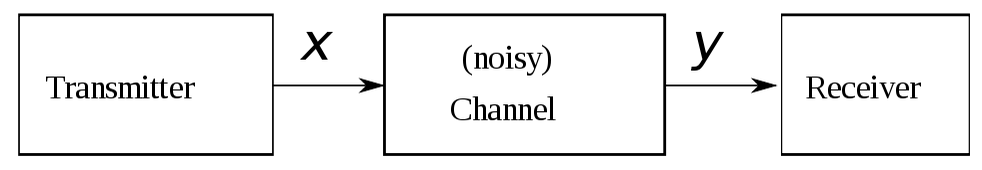 Transmitter
x
(noisy)
Channel
y
Receiver